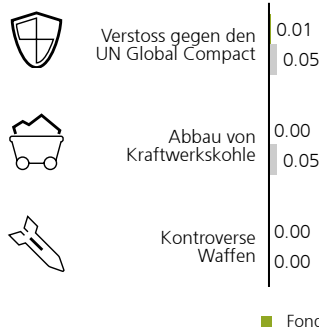 Verstoss gegen den
UN Global Compact
0.01
0.05
Abbau von
Kraftwerkskohle
0.00
0.05
Kontroverse
Waffen
0.00
0.00